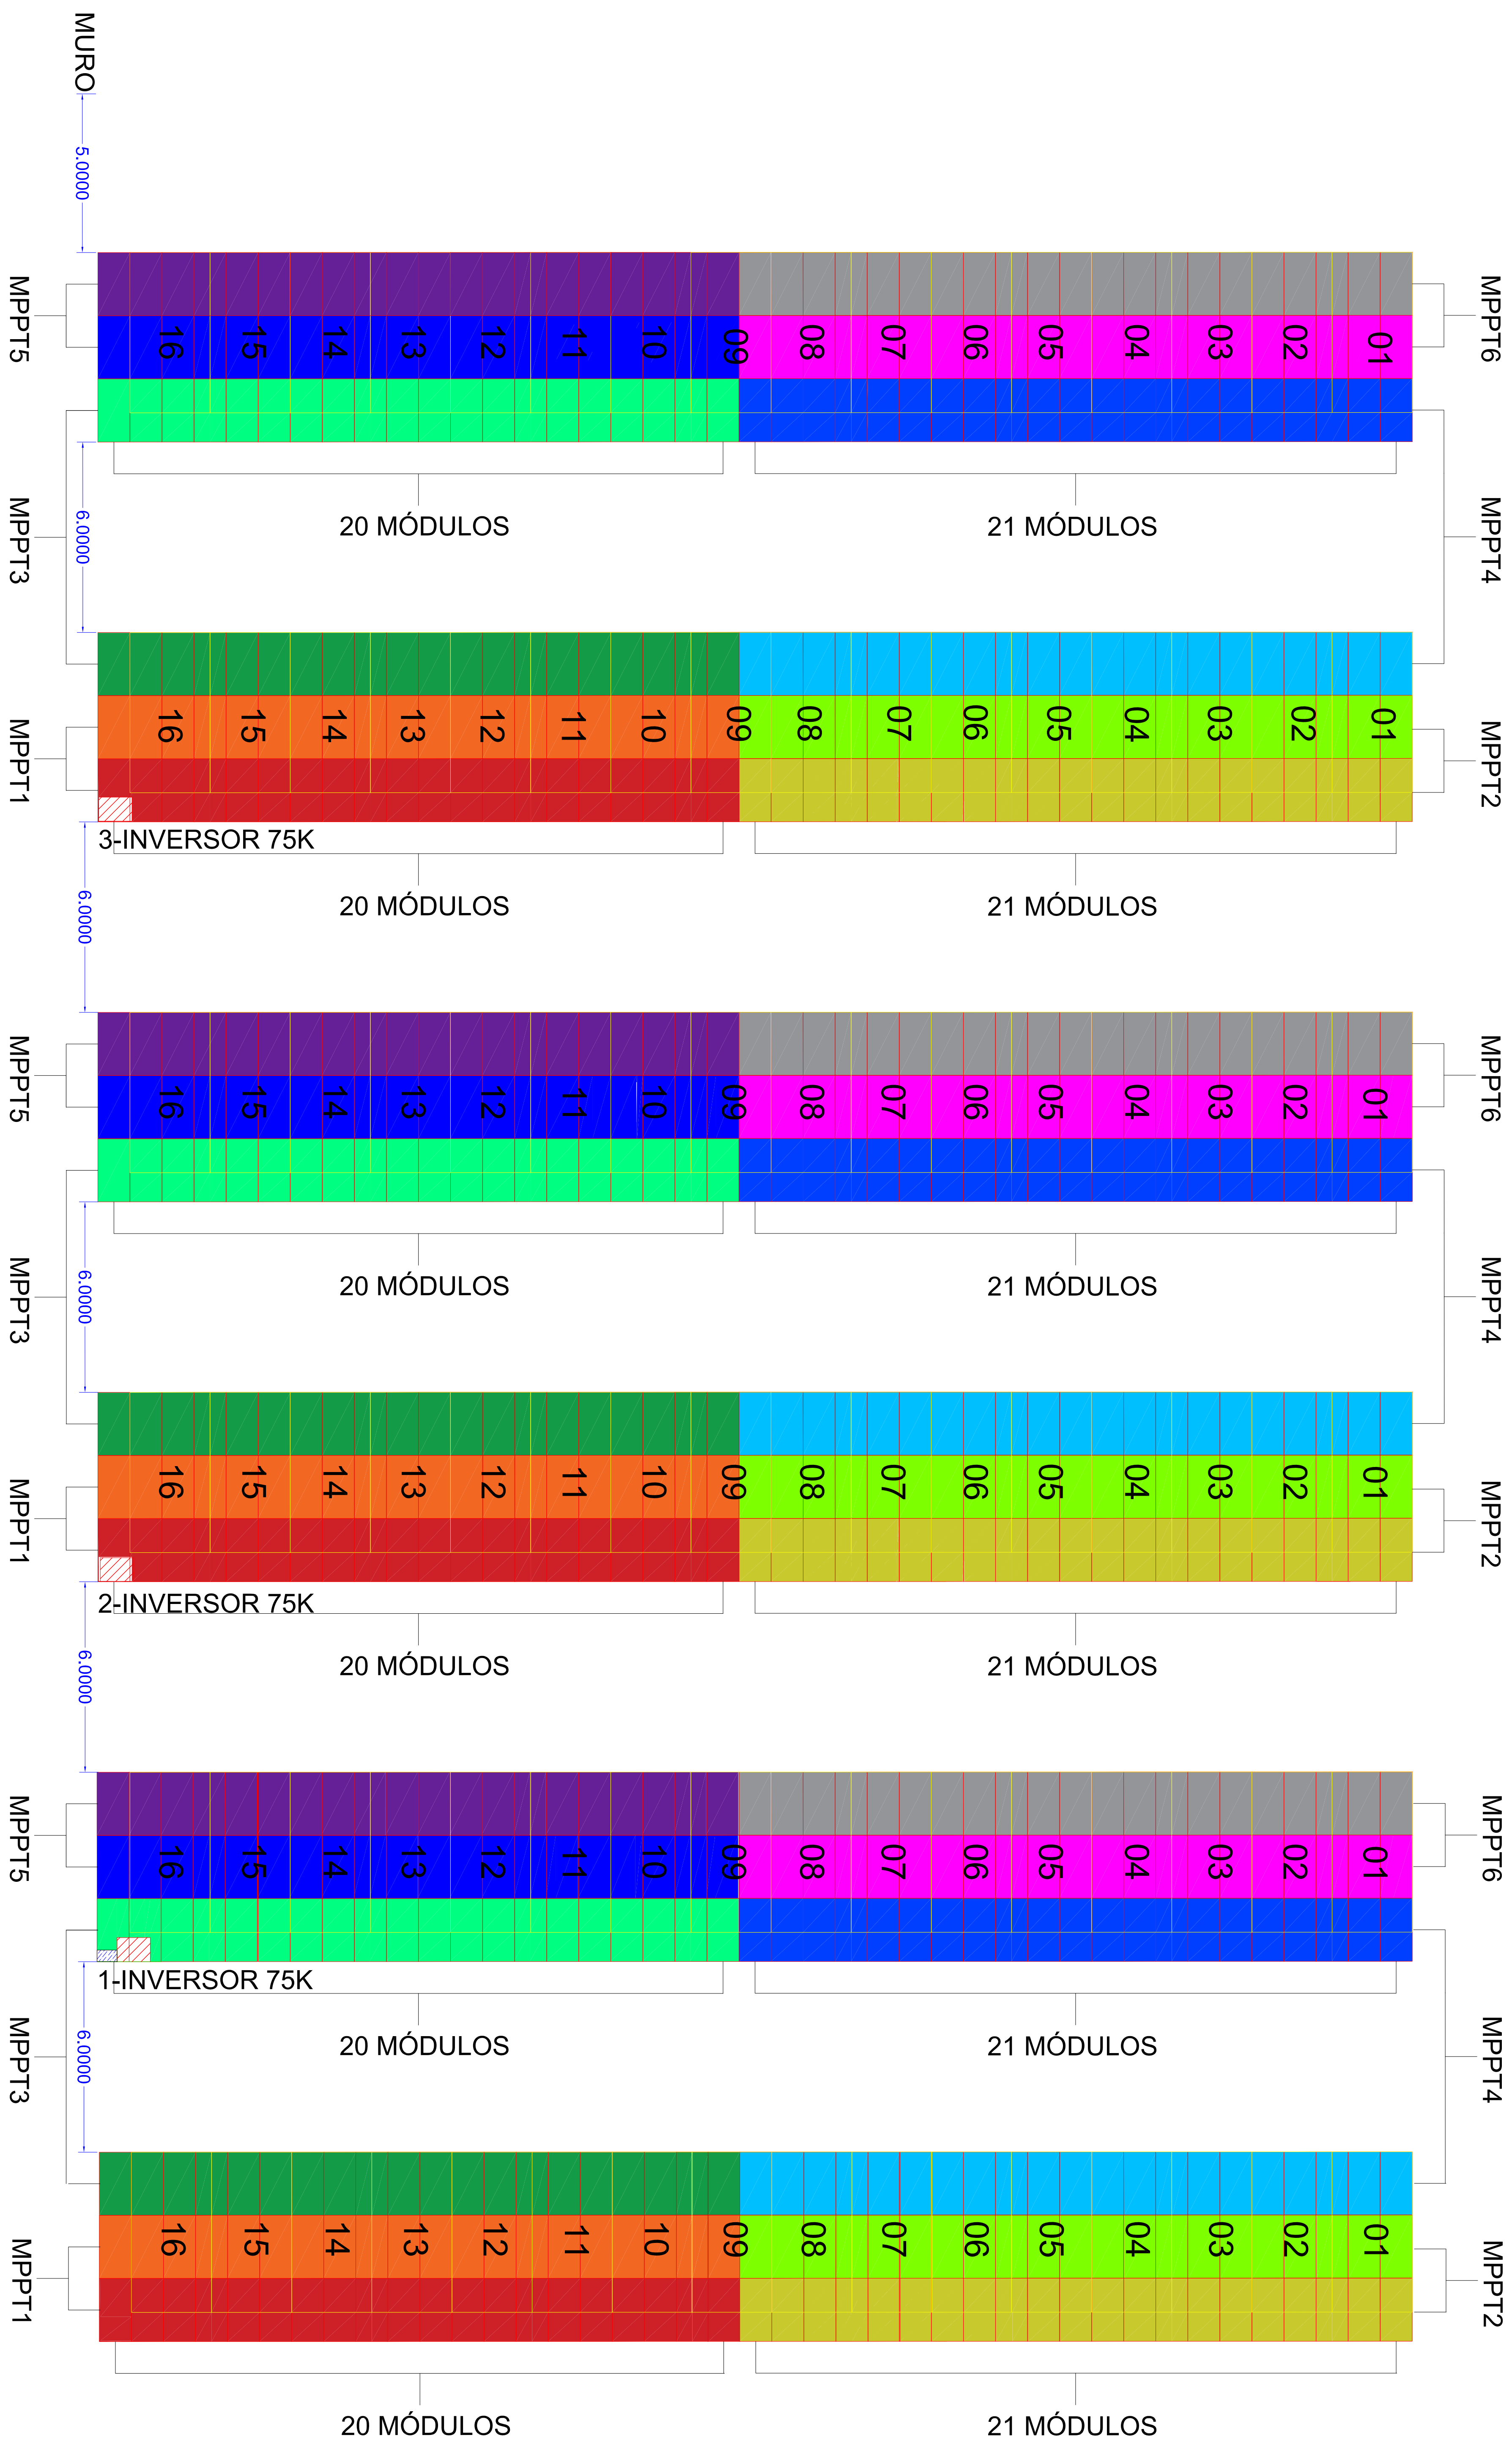 MURO
5.0000
MPPT5
16 15 14 13 12 11 10 09 08 07 06 05 04 03 02 01
MPPT6
20 MÓDULOS
21 MÓDULOS
MPPT3
6.0000
MPPT4
MPPT1
16 15 14 13 12 11 10 09 08 07 06 05 04 03 02 01
MPPT2
3-INVERSOR 75K
20 MÓDULOS
21 MÓDULOS
6.0000
MPPT5
16 15 14 13 12 11 10 09 08 07 06 05 04 03 02 01
MPPT6
20 MÓDULOS
21 MÓDULOS
MPPT3
6.0000
MPPT4
MPPT1
16 15 14 13 12 11 10 09 08 07 06 05 04 03 02 01
MPPT2
2-INVERSOR 75K
20 MÓDULOS
21 MÓDULOS
6.0000
MPPT5
16 15 14 13 12 11 10 09 08 07 06 05 04 03 02 01
MPPT6
1-INVERSOR 75K
20 MÓDULOS
21 MÓDULOS
MPPT3
6.0000
MPPT4
MPPT1
16 15 14 13 12 11 10 09 08 07 06 05 04 03 02 01
MPPT2
20 MÓDULOS
21 MÓDULOS